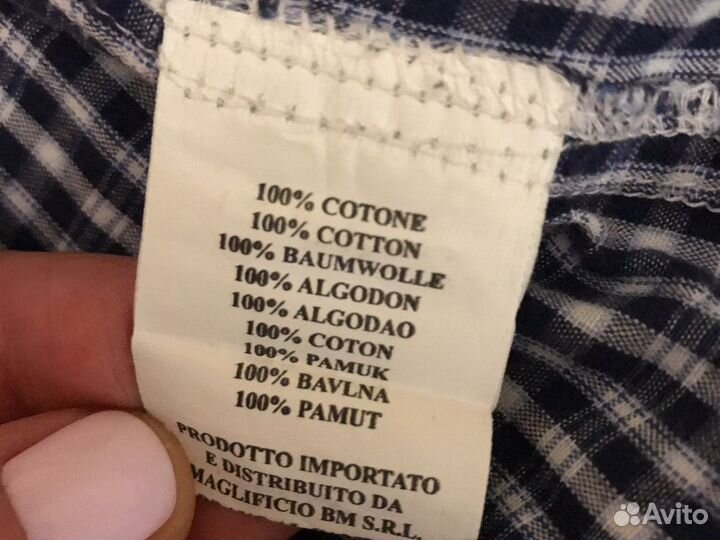 100% COTONE
100% COTTON
100% BAUMWOLLE
100% ALGODON
100% ALGODAO
100% COTON
100% PAMUK
100% BAVLNA
100% PAMUT
PRODOTTO IMPORTATO
E DISTRIBUITO DA
MAGLIFICIO BM S.R.L.
Avito